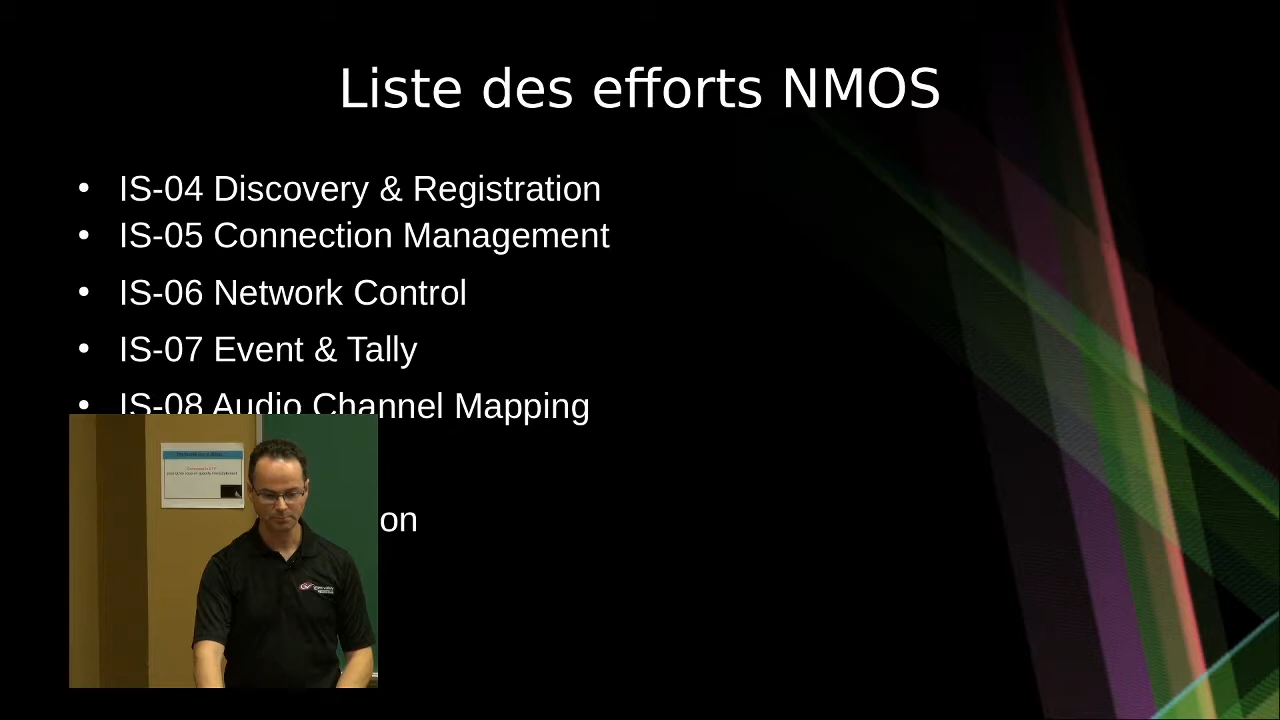 Liste des efforts NMOS
• IS-04 Discovery & Registration
• IS-05 Connection Management
• IS-06 Network Control
• IS-07 Event & Tally
• IS-08 Audio Channel Mapping
on